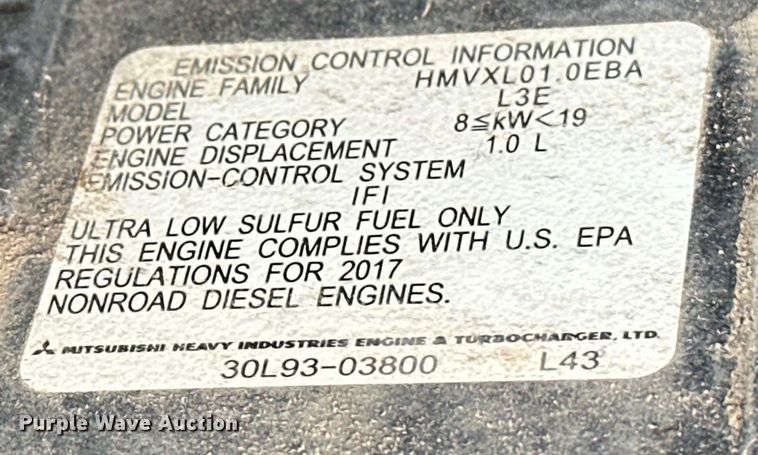 EMISSION CONTROL INFORMATION
ENGINE FAMILY HMVXL01.0EBA
MODEL L3E
POWER CATEGORY 8≦kW<19
ENGINE DISPLACEMENT 1.0 L
EMISSION-CONTROL SYSTEM
IFI
ULTRA LOW SULFUR FUEL ONLY
THIS ENGINE COMPLIES WITH U.S. EPA
REGULATIONS FOR 2017
NONROAD DIESEL ENGINES.
MITSUBISHI HEAVY INDUSTRIES ENGINE & TURBOCHARGER, LTD.
30L93-03800 L43
Purple Wave Auction